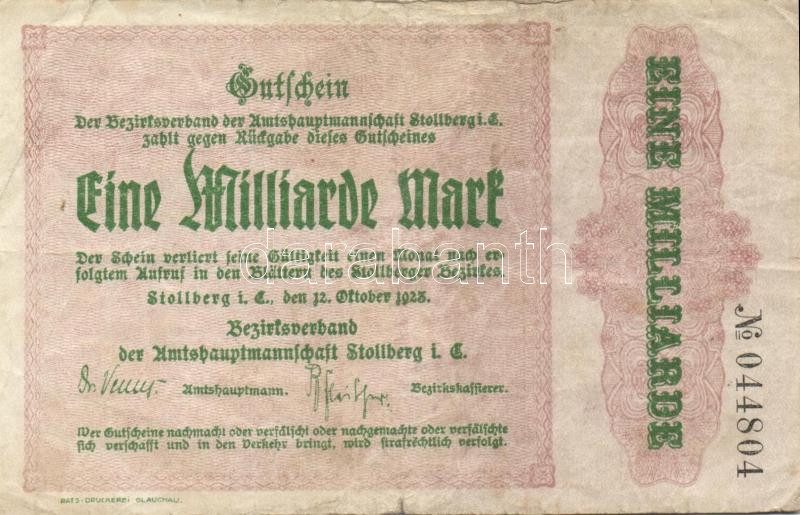 Gutschein
Der Bezirksverband der Amtshauptmannschaft Stollberg i. E.
zahlt gegen Rückgabe dieses Gutscheines
Eine Milliarde Mark
Der Schein verliert seine Gültigkeit einen Monat nach er-
folgtem Aufruf in den Blättern des Stollberger Bezirkes.
Stollberg i. E., den 12. Oktober 1923.
Bezirksverband
der Amtshauptmannschaft Stollberg i. E.
Amtshauptmann. Bezirkskassierer.
Wer Gutscheine nachmacht oder verfälscht oder nachgemachte oder verfälschte
sich verschafft und in den Verkehr bringt, wird strafrechtlich verfolgt.
RATS-DRUCKEREI GLAUCHAU.
EINE MILLIARDE
No 044804
darabanth